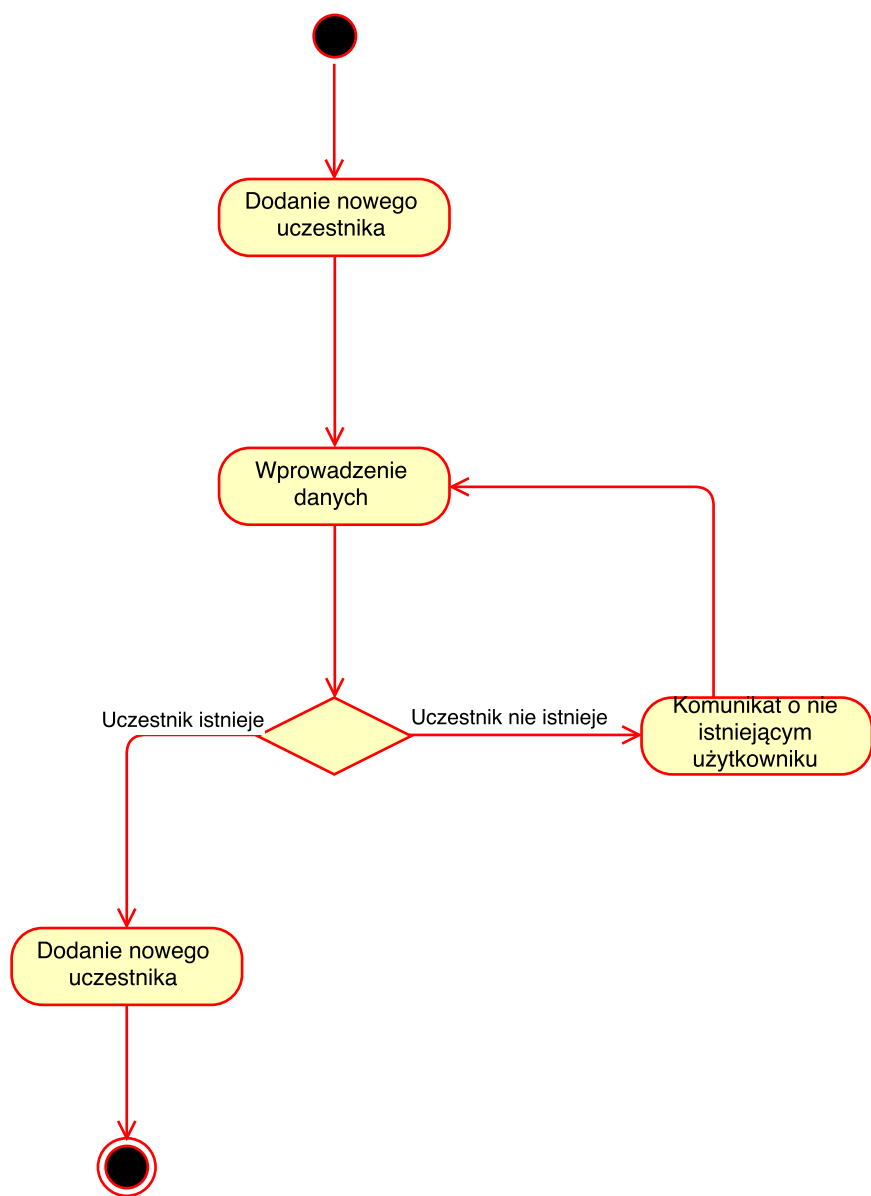 Dodanie nowego
uczestnika
Wprowadzenie
danych
Uczestnik istnieje
Uczestnik nie istnieje
Komunikat o nie
istniejącym
użytkowniku
Dodanie nowego
uczestnika